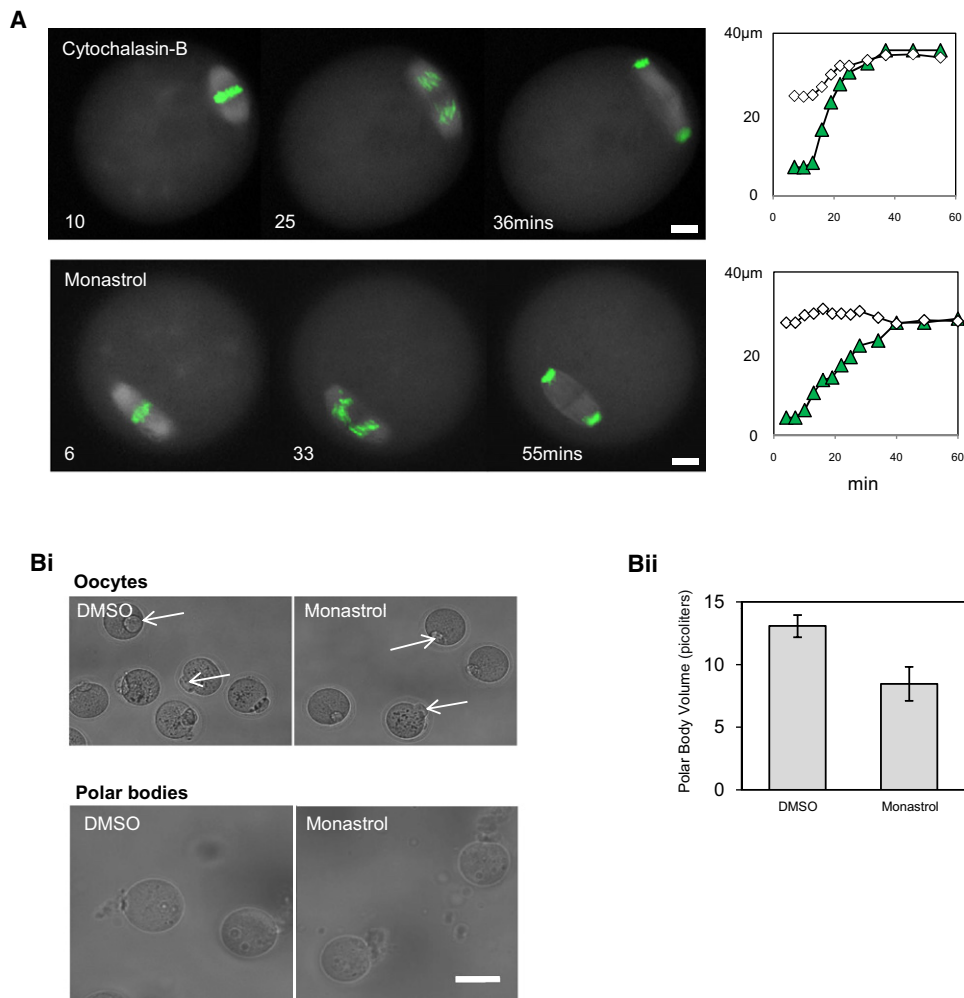 A
Cytochalasin-B
10
25
36mins
40µm
20
0
0
20
40
60
Monastrol
6
33
55mins
40µm
20
0
0
20
40
60
min
Bi
Oocytes
DMSO
Monastrol
Polar bodies
DMSO
Monastrol
Bii
Polar Body Volume (picoliters)
15
10
5
0
DMSO
Monastrol